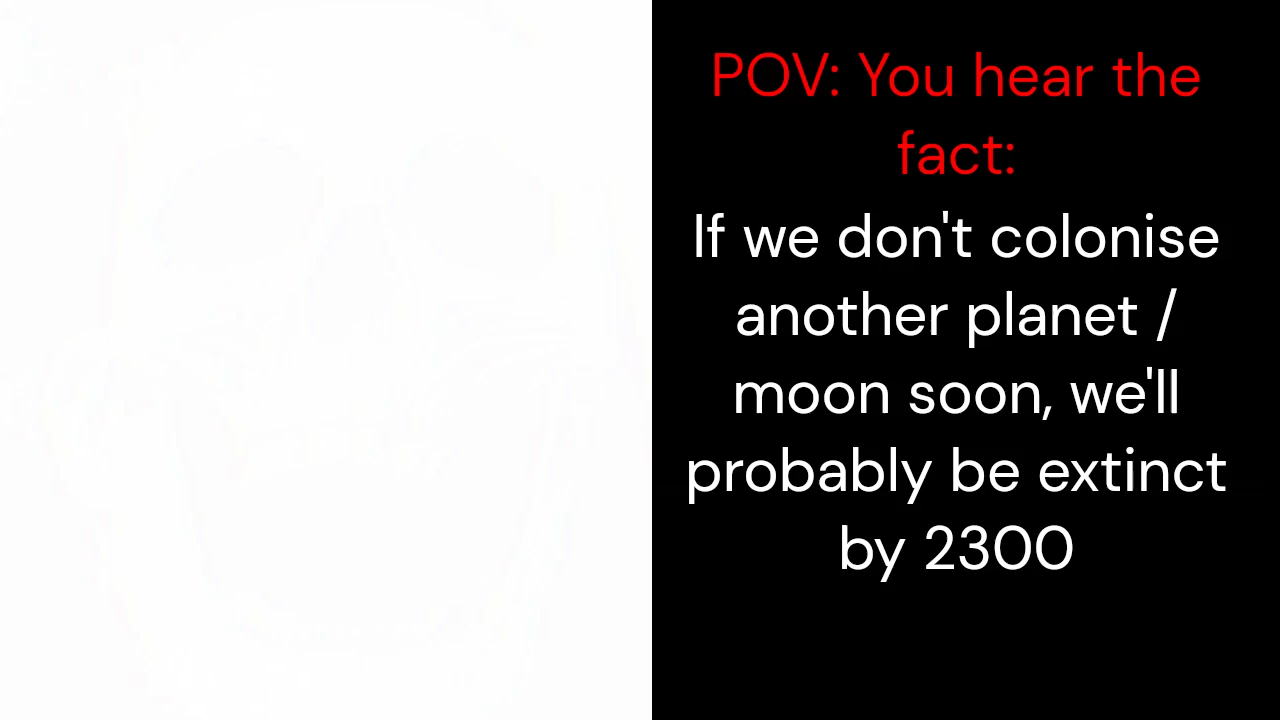 POV: You hear the
fact:
If we don't colonise
another planet /
moon soon, we'll
probably be extinct
by 2300